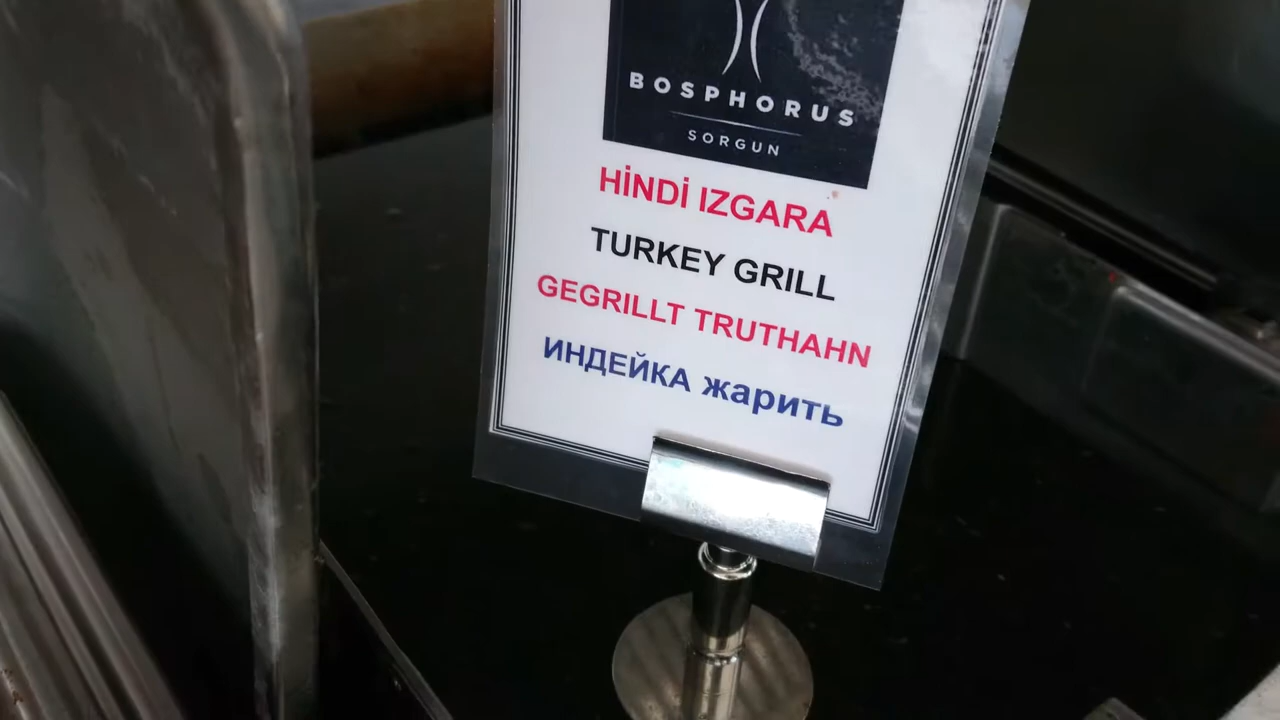 BOSPHORUS
SORGUN
HİNDİ IZGARA
TURKEY GRILL
GEGRILLT TRUTHAHN
ИНДЕЙКА жарить